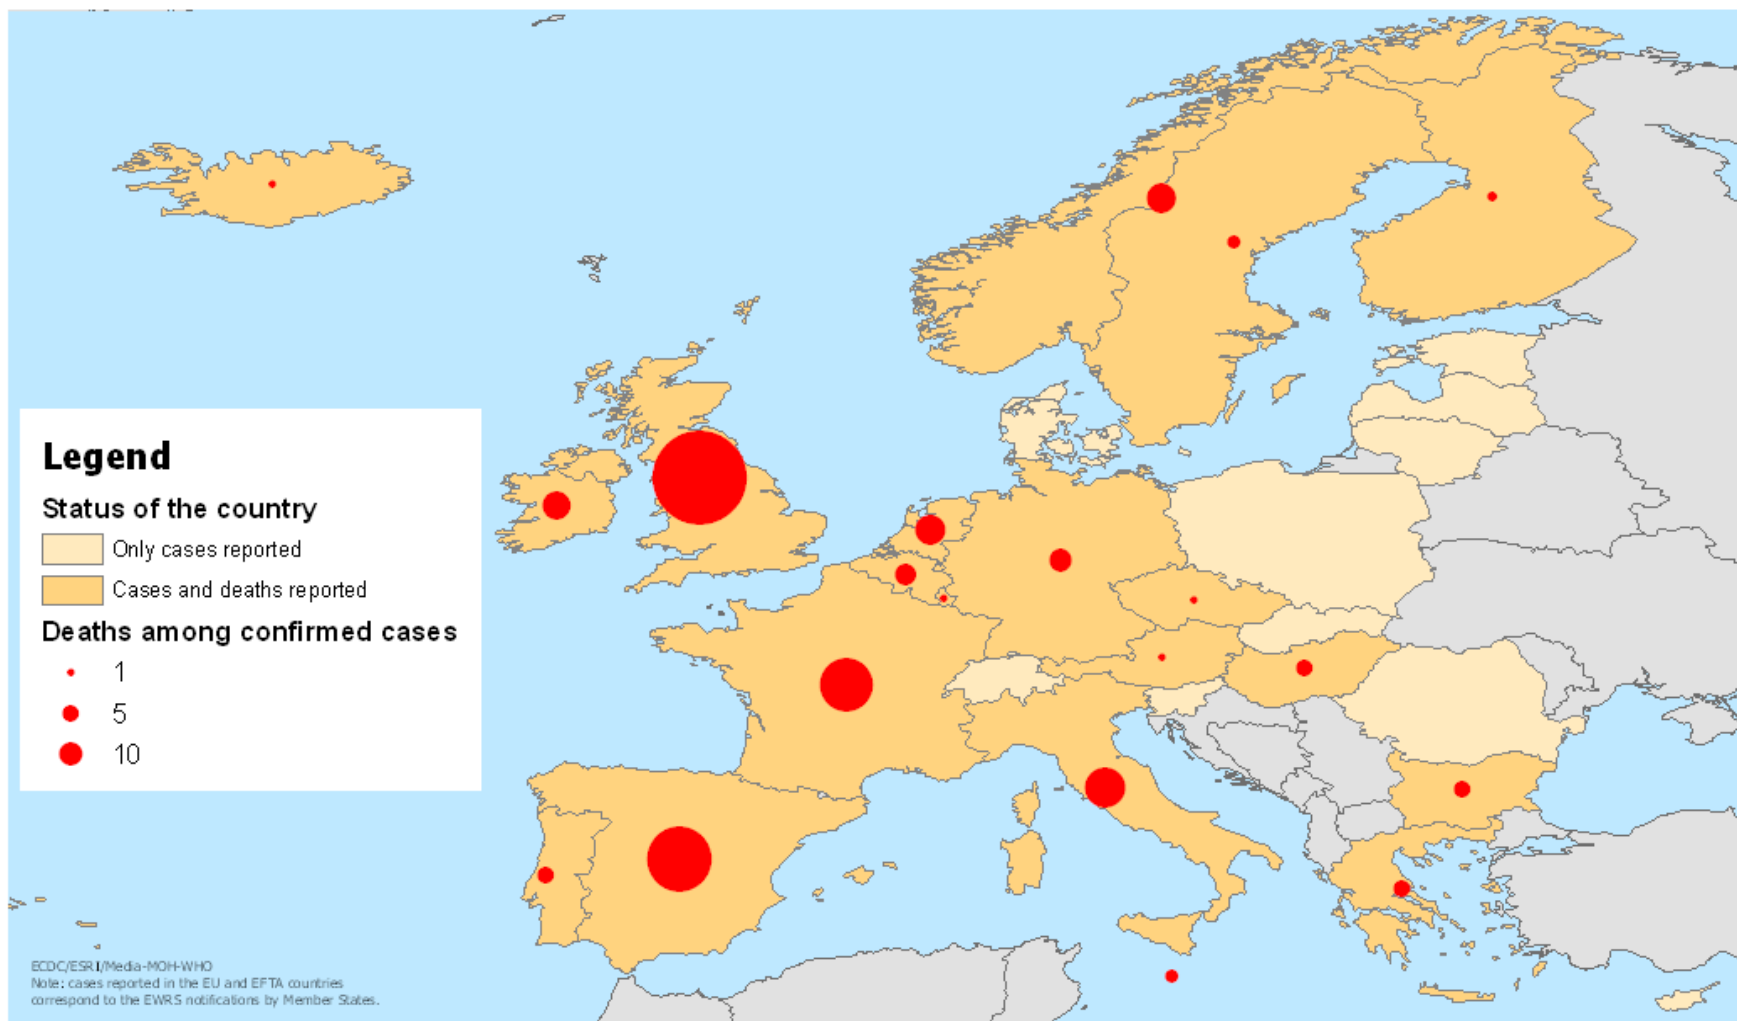 Legend
Status of the country
Only cases reported
Cases and deaths reported
Deaths among confirmed cases
1
5
10
ECDC/ESRI/Media-MOH-WHO
Note: cases reported in the EU and EFTA countries
correspond to the EWRS notifications by Member States.